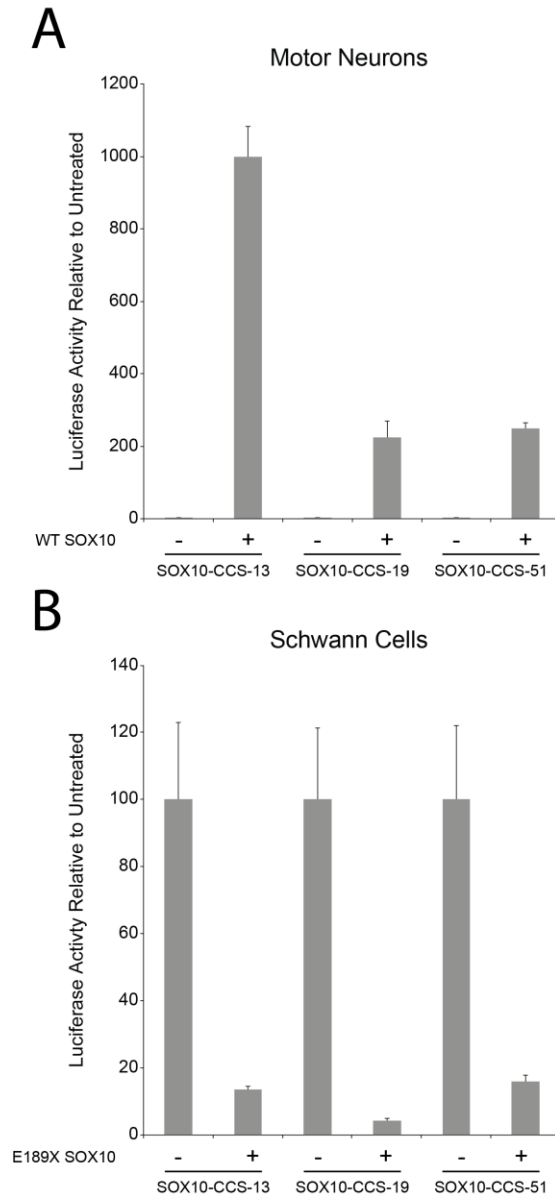 A
Motor Neurons
Luciferase Activity Relative to Untreated
1200
1000
800
600
400
200
0
WT SOX10 - + - + - +
SOX10-CCS-13 SOX10-CCS-19 SOX10-CCS-51
B
Schwann Cells
Luciferase Activty Relative to Untreated
140
120
100
80
60
40
20
0
E189X SOX10 - + - + - +
SOX10-CCS-13 SOX10-CCS-19 SOX10-CCS-51